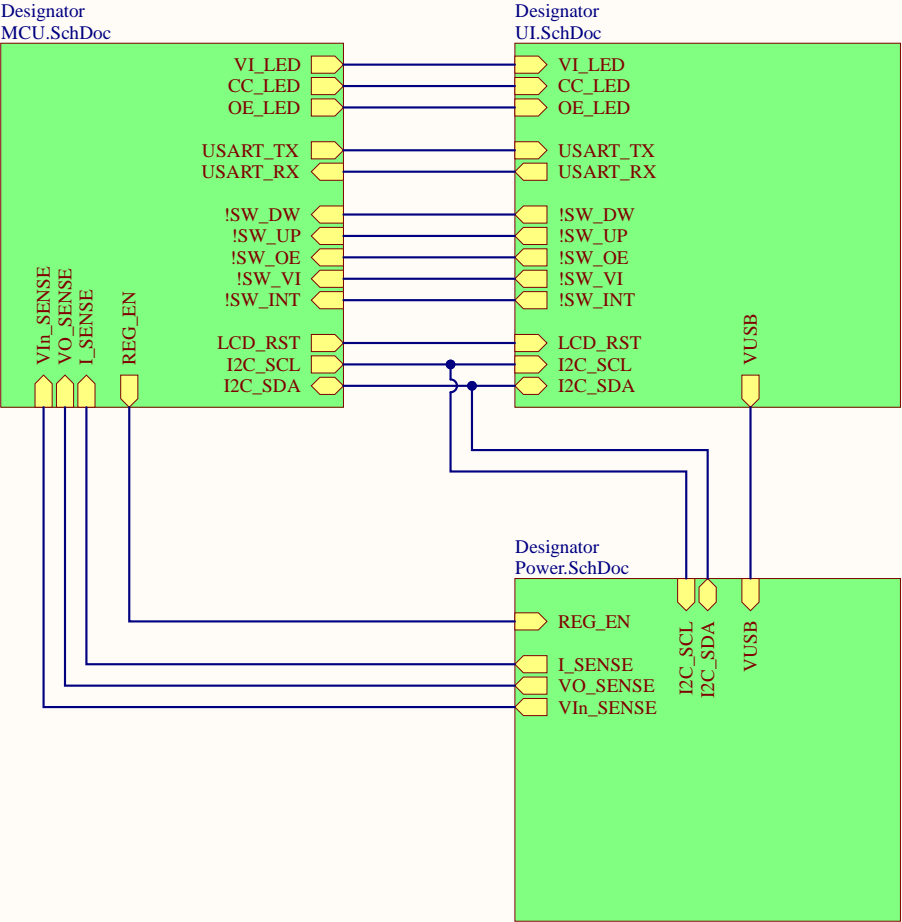 Designator
MCU.SchDoc
VI_LED
CC_LED
OE_LED
USART_TX
USART_RX
!SW_DW
!SW_UP
!SW_OE
!SW_VI
!SW_INT
LCD_RST
I2C_SCL
I2C_SDA
VIn_SENSE
VO_SENSE
I_SENSE
REG_EN
Designator
UI.SchDoc
VI_LED
CC_LED
OE_LED
USART_TX
USART_RX
!SW_DW
!SW_UP
!SW_OE
!SW_VI
!SW_INT
LCD_RST
I2C_SCL
I2C_SDA
VUSB
Designator
Power.SchDoc
I2C_SCL
I2C_SDA
VUSB
REG_EN
I_SENSE
VO_SENSE
VIn_SENSE